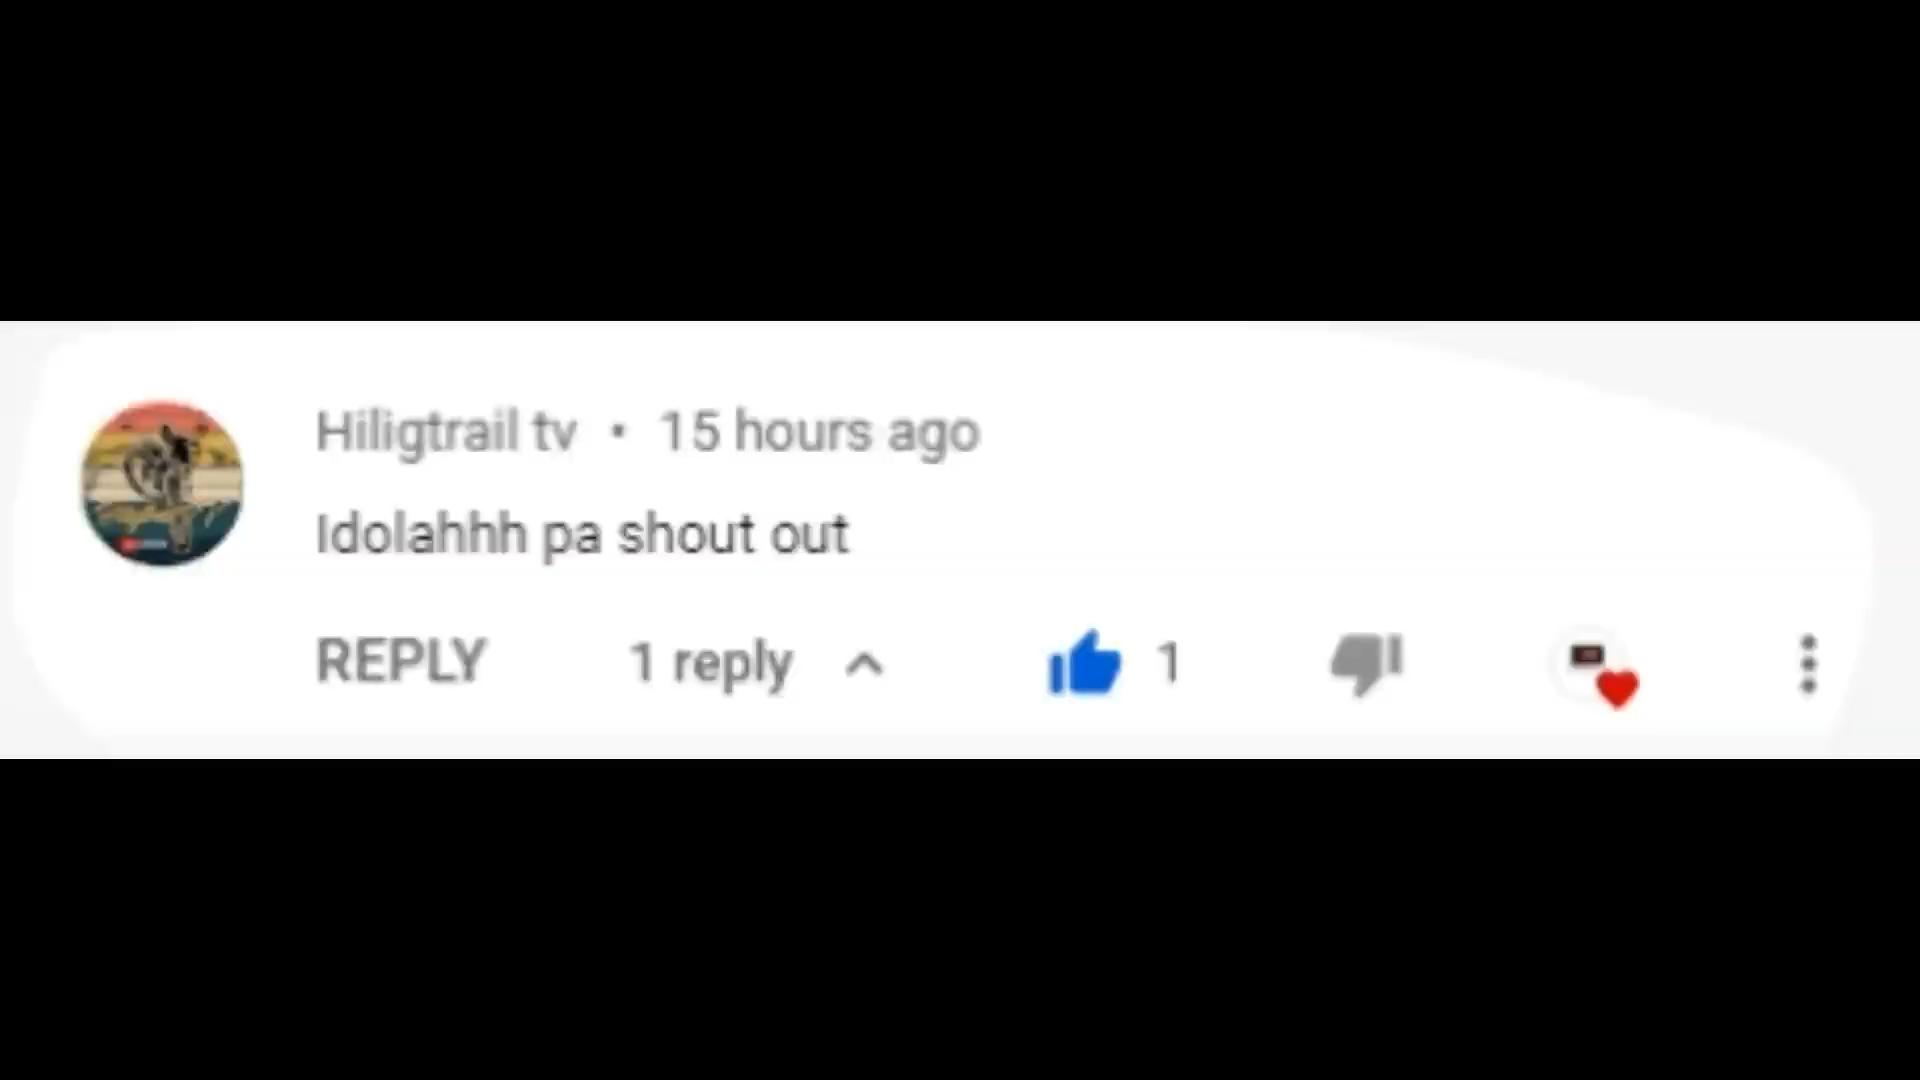 Hiligtrail tv • 15 hours ago
Idolahhh pa shout out
REPLY 1 reply 1